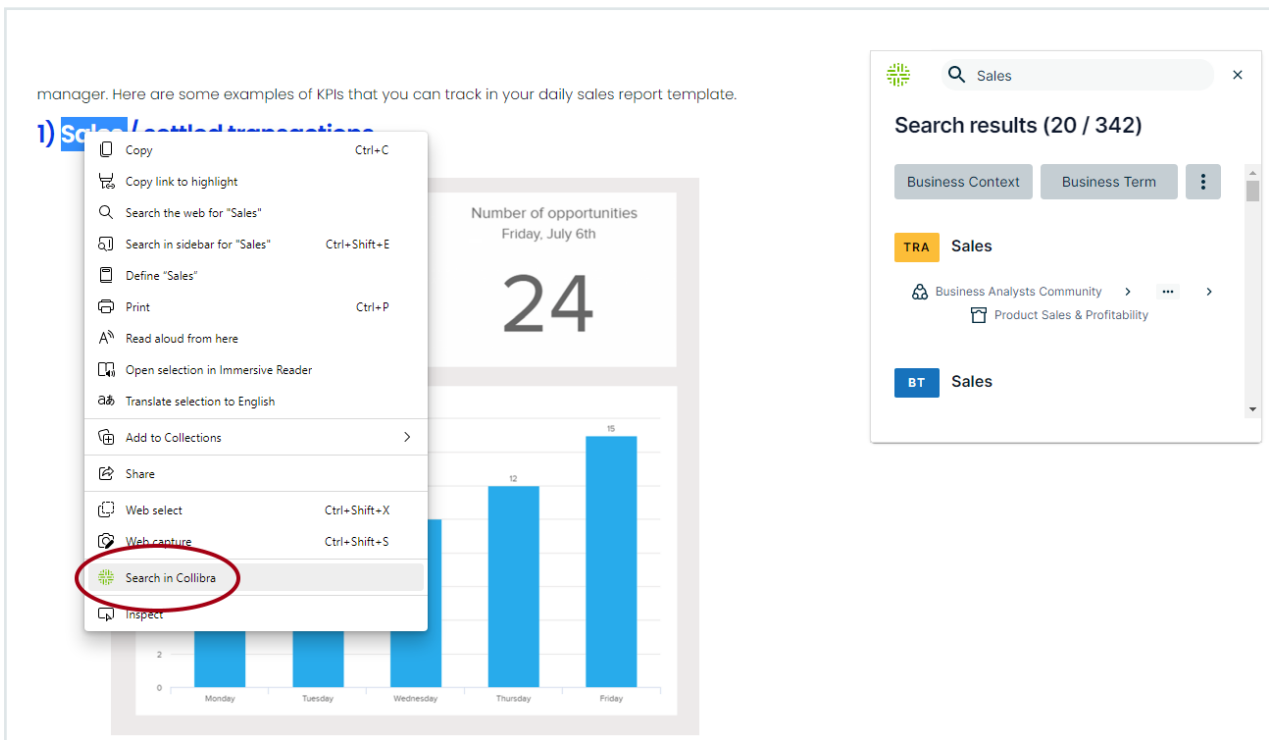 manager. Here are some examples of KPIs that you can track in your daily sales report template.
1) Sales / settled transactions
Copy Ctrl+C
Copy link to highlight
Search the web for "Sales"
Search in sidebar for "Sales" Ctrl+Shift+E
Define "Sales"
Print Ctrl+P
Read aloud from here
Open selection in Immersive Reader
Translate selection to English
Add to Collections
Share
Web select Ctrl+Shift+X
Web capture Ctrl+Shift+S
Search in Collibra
Inspect
Number of opportunities
Friday, July 6th
24
15
12
2
0
Monday Tuesday Wednesday Thursday Friday
Sales
Search results (20 / 342)
Business Context Business Term
TRA Sales
Business Analysts Community > ... >
Product Sales & Profitability
BT Sales